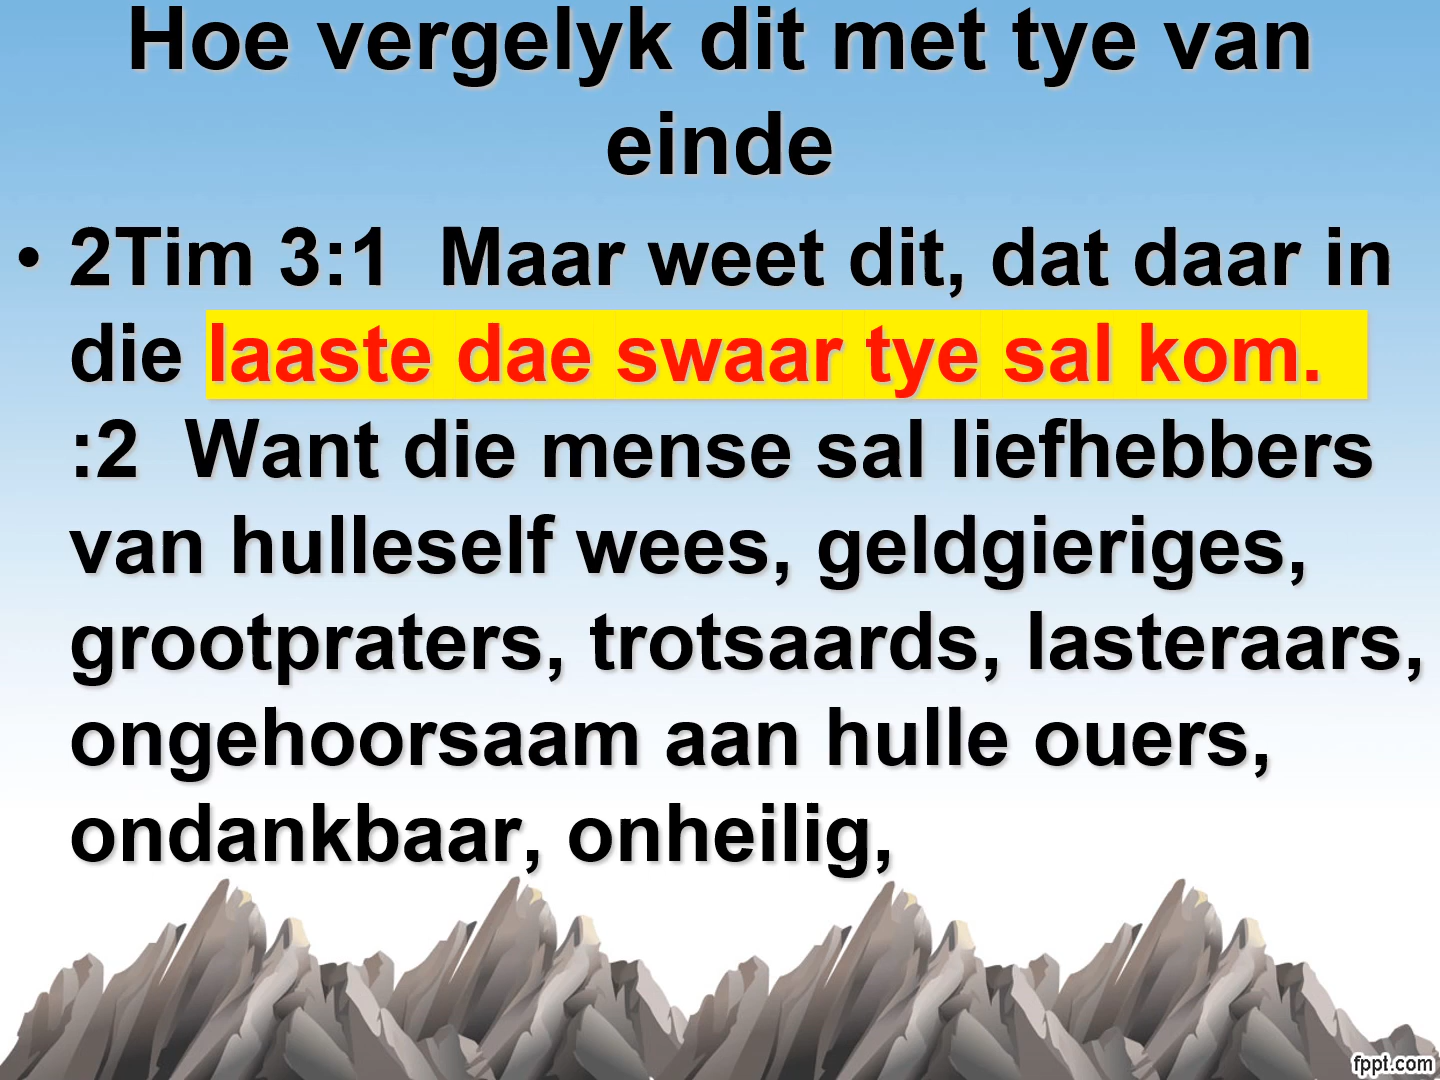 Hoe vergelyk dit met tye van
einde
• 2Tim 3:1  Maar weet dit, dat daar in
die laaste dae swaar tye sal kom.
:2  Want die mense sal liefhebbers
van hulleself wees, geldgieriges,
grootpraters, trotsaards, lasteraars,
ongehoorsaam aan hulle ouers,
ondankbaar, onheilig,
fppt.com